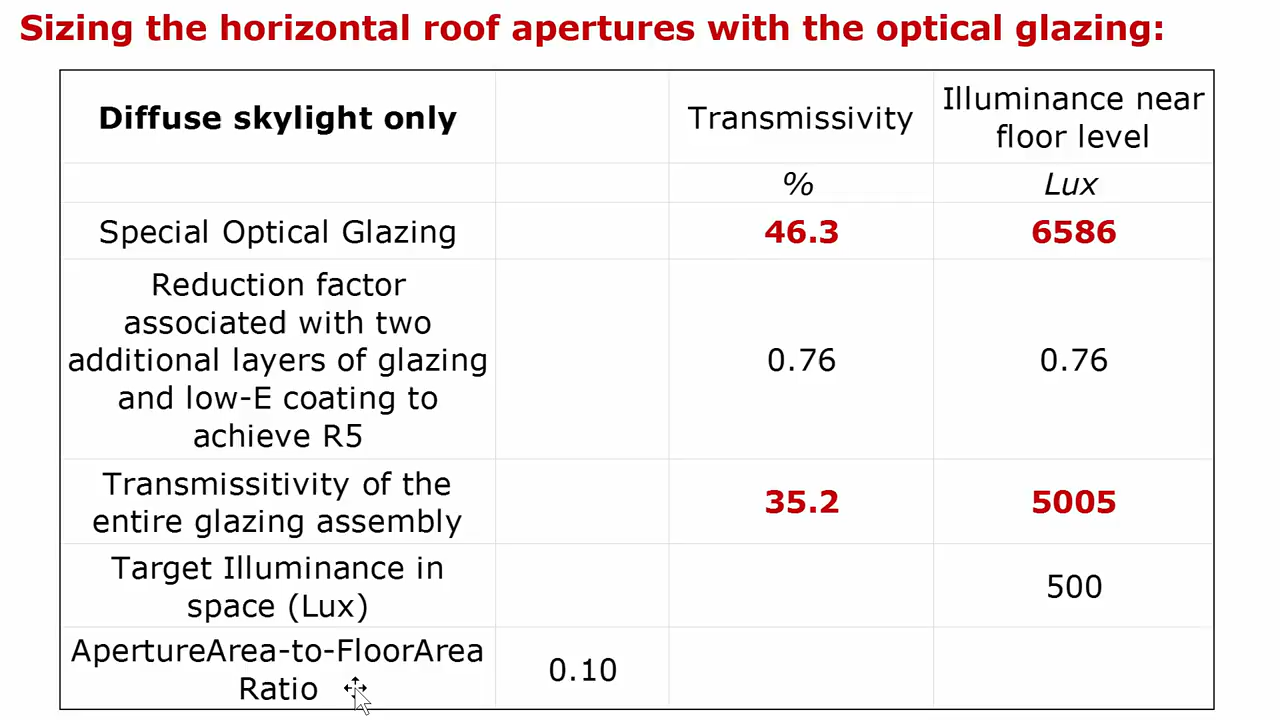 Sizing the horizontal roof apertures with the optical glazing:
Diffuse skylight only
Transmissivity
Illuminance near
floor level
%
Lux
Special Optical Glazing
46.3
6586
Reduction factor
associated with two
additional layers of glazing
and low-E coating to
achieve R5
0.76
0.76
Transmissitivity of the
entire glazing assembly
35.2
5005
Target Illuminance in
space (Lux)
500
ApertureArea-to-FloorArea
Ratio
0.10